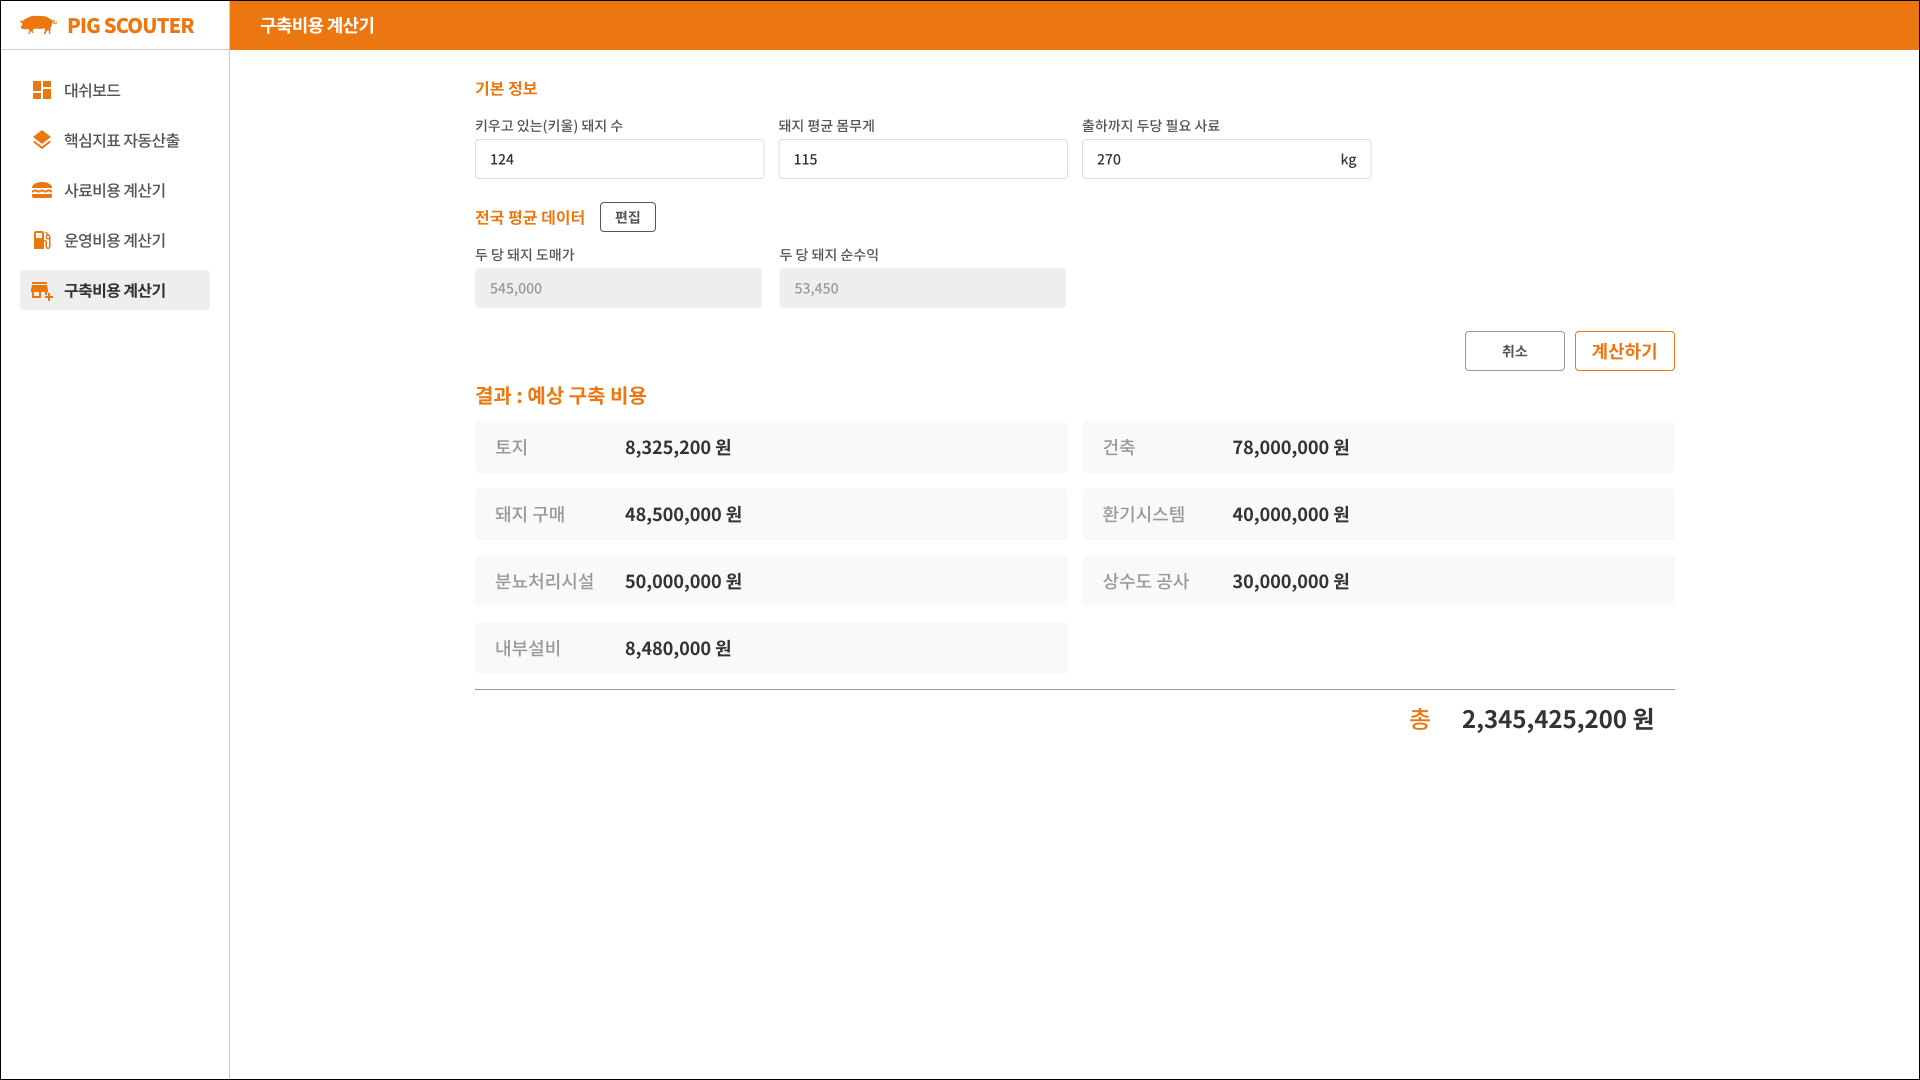 PIG SCOUTER
구축비용 계산기
대쉬보드
핵심지표 자동산출
사료비용 계산기
운영비용 계산기
구축비용 계산기
기본 정보
키우고 있는(키울) 돼지 수
돼지 평균 몸무게
출하까지 두당 필요 사료
124
115
270 kg
전국 평균 데이터 편집
두 당 돼지 도매가
두 당 돼지 순수익
545,000
53,450
취소
계산하기
결과 : 예상 구축 비용
토지 8,325,200 원
건축 78,000,000 원
돼지 구매 48,500,000 원
환기시스템 40,000,000 원
분뇨처리시설 50,000,000 원
상수도 공사 30,000,000 원
내부설비 8,480,000 원
총 2,345,425,200 원